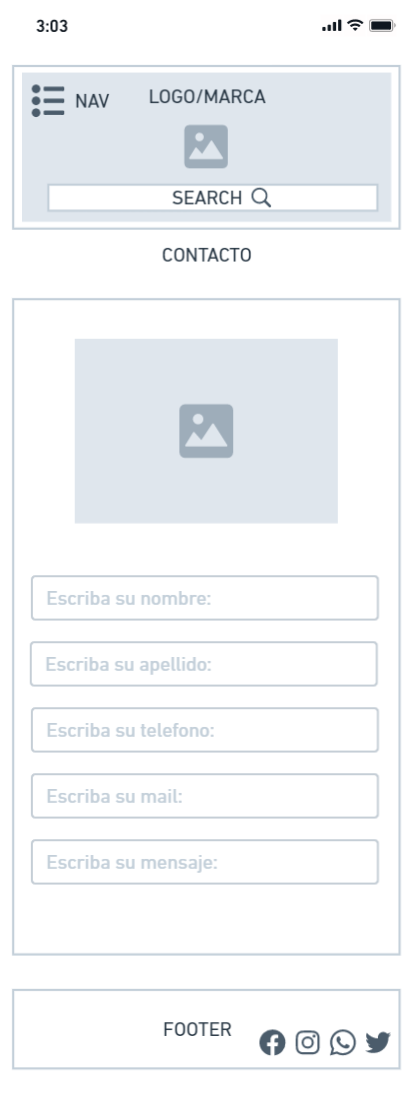 3:03
NAV
LOGO/MARCA
SEARCH
CONTACTO
Escriba su nombre:
Escriba su apellido:
Escriba su telefono:
Escriba su mail:
Escriba su mensaje:
FOOTER